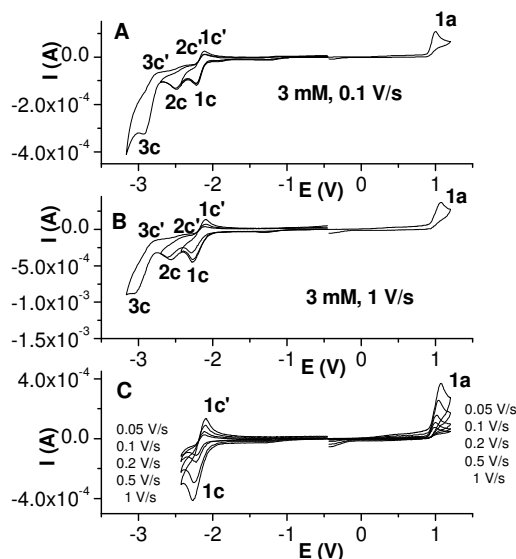 A
3c'
2c'
1c'
1a
0.0
-2.0x10⁻⁴
-4.0x10⁻⁴
I (A)
3c
2c
1c
3 mM, 0.1 V/s
-3 -2 -1 0 1
E (V)
B
3c'
2c'
1c'
1a
0.0
-5.0x10⁻⁴
-1.0x10⁻³
-1.5x10⁻³
I (A)
3c
2c
1c
3 mM, 1 V/s
-3 -2 -1 0 1
E (V)
C
1c'
1a
4.0x10⁻⁴
0.0
-4.0x10⁻⁴
I (A)
0.05 V/s
0.1 V/s
0.2 V/s
0.5 V/s
1 V/s
1c
0.05 V/s
0.1 V/s
0.2 V/s
0.5 V/s
1 V/s
-3 -2 -1 0 1
E (V)